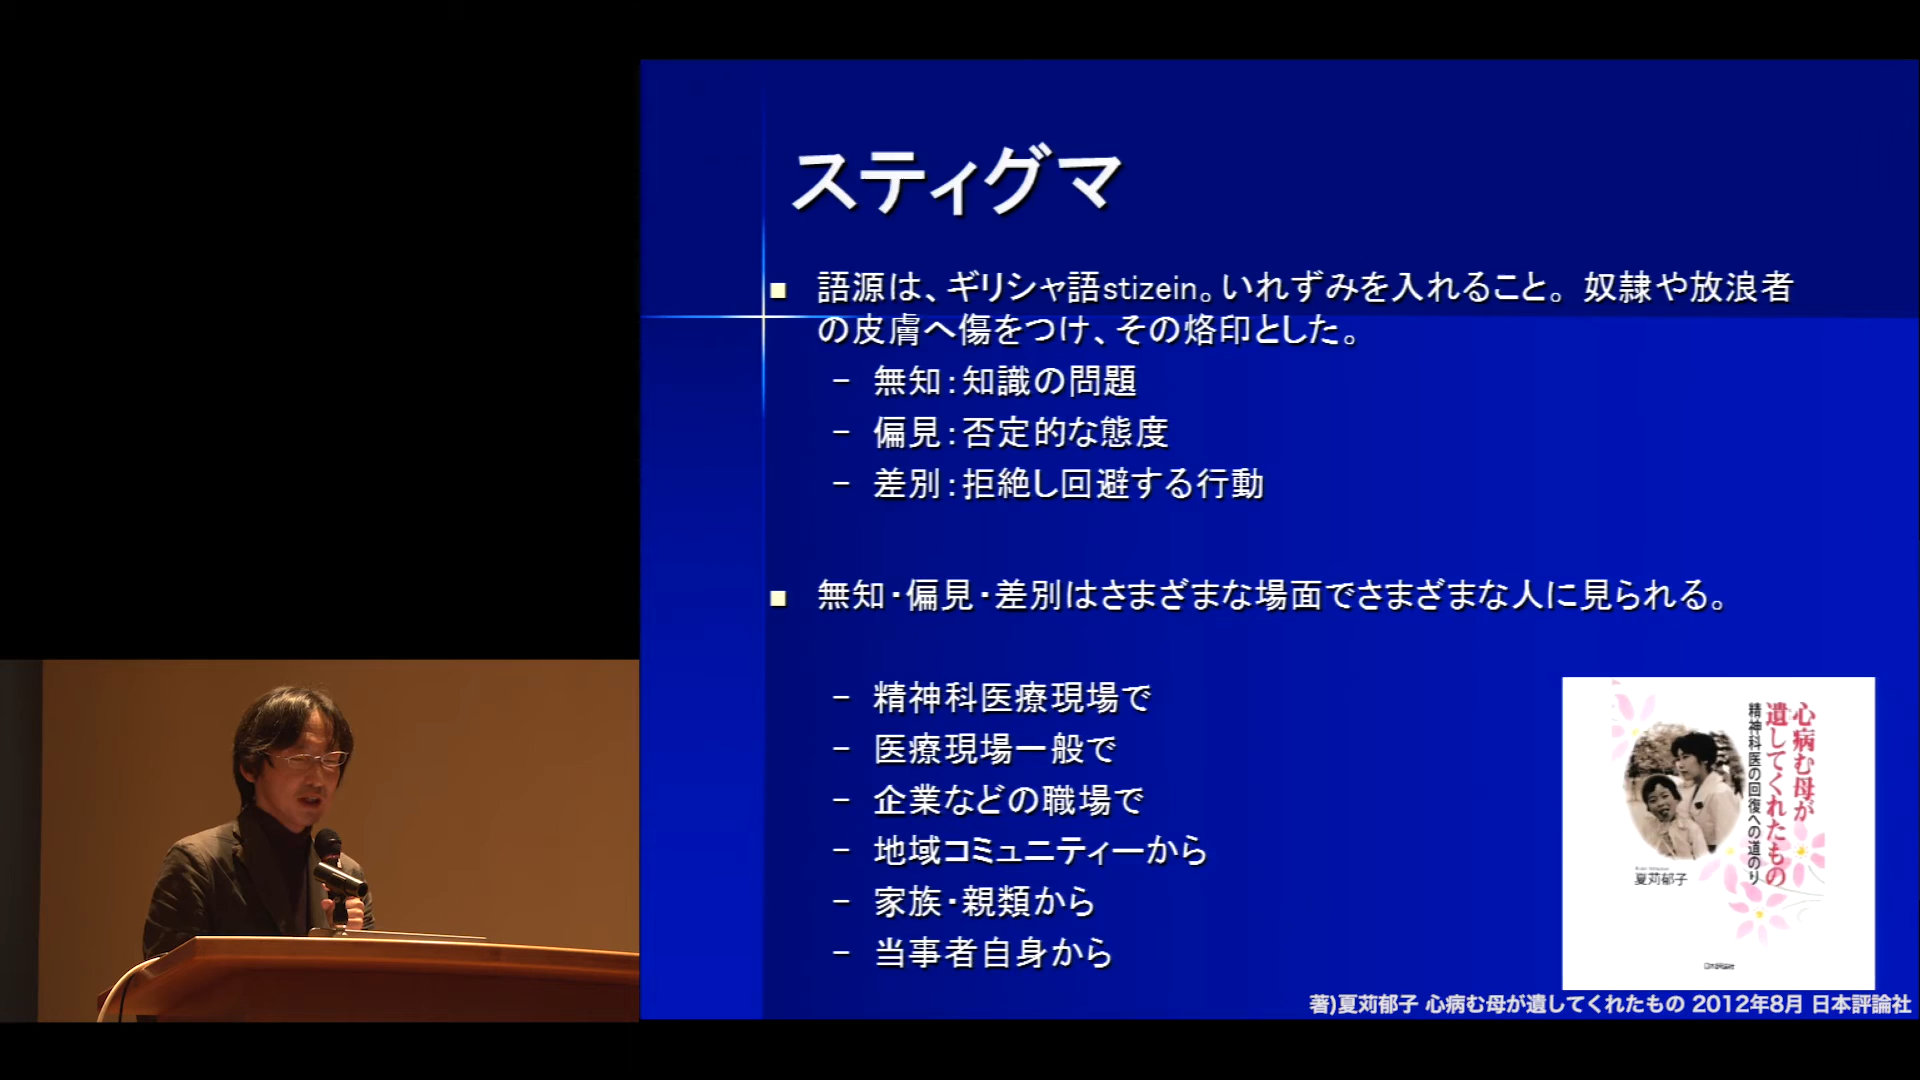 スティグマ
■ 語源は、ギリシャ語stizein。いれずみを入れること。奴隷や放浪者
の皮膚へ傷をつけ、その烙印とした。
– 無知：知識の問題
– 偏見：否定的な態度
– 差別：拒絶し回避する行動
■ 無知・偏見・差別はさまざまな場面でさまざまな人に見られる。
– 精神科医療現場で
– 医療現場一般で
– 企業などの職場で
– 地域コミュニティーから
– 家族・親類から
– 当事者自身から
心病む母が
遺してくれたもの
精神科医の回復への道のり
夏苅郁子
日本評論社
著)夏苅郁子 心病む母が遺してくれたもの 2012年8月 日本評論社